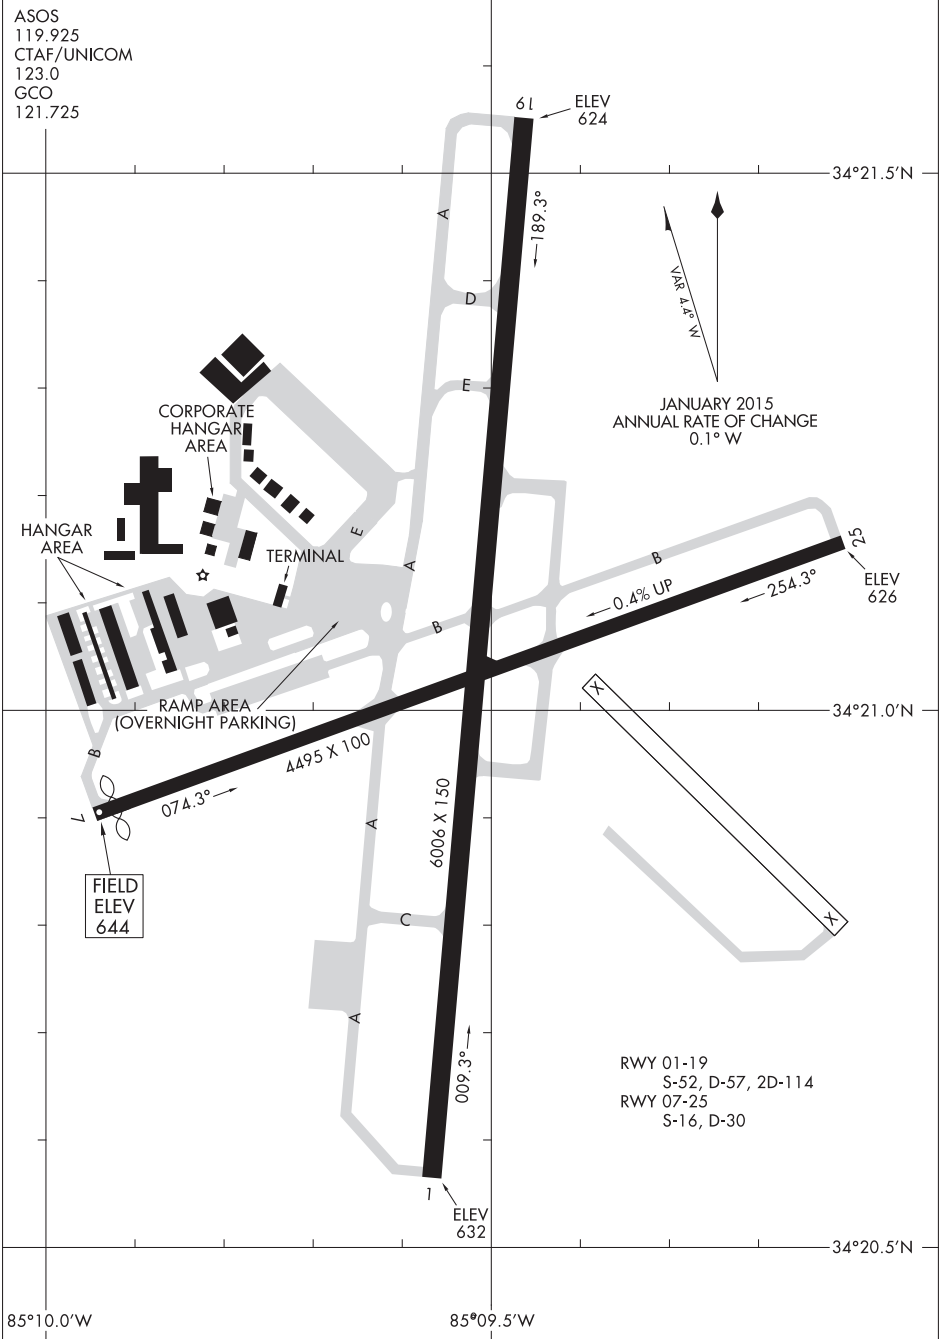 ASOS
119.925
CTAF/UNICOM
123.0
GCO
121.725
19
ELEV
624
34°21.5'N
A
189.3°
VAR 4.4° W
D
E
JANUARY 2015
ANNUAL RATE OF CHANGE
0.1° W
CORPORATE
HANGAR
AREA
HANGAR
AREA
E
A
TERMINAL
B
25
0.4% UP
254.3°
ELEV
626
B
X
RAMP AREA
(OVERNIGHT PARKING)
34°21.0'N
B
4495 X 100
074.3°
7
A
6006 X 150
FIELD
ELEV
644
C
X
A
009.3°
RWY 01-19
S-52, D-57, 2D-114
RWY 07-25
S-16, D-30
1
ELEV
632
34°20.5'N
85°10.0'W
85°09.5'W